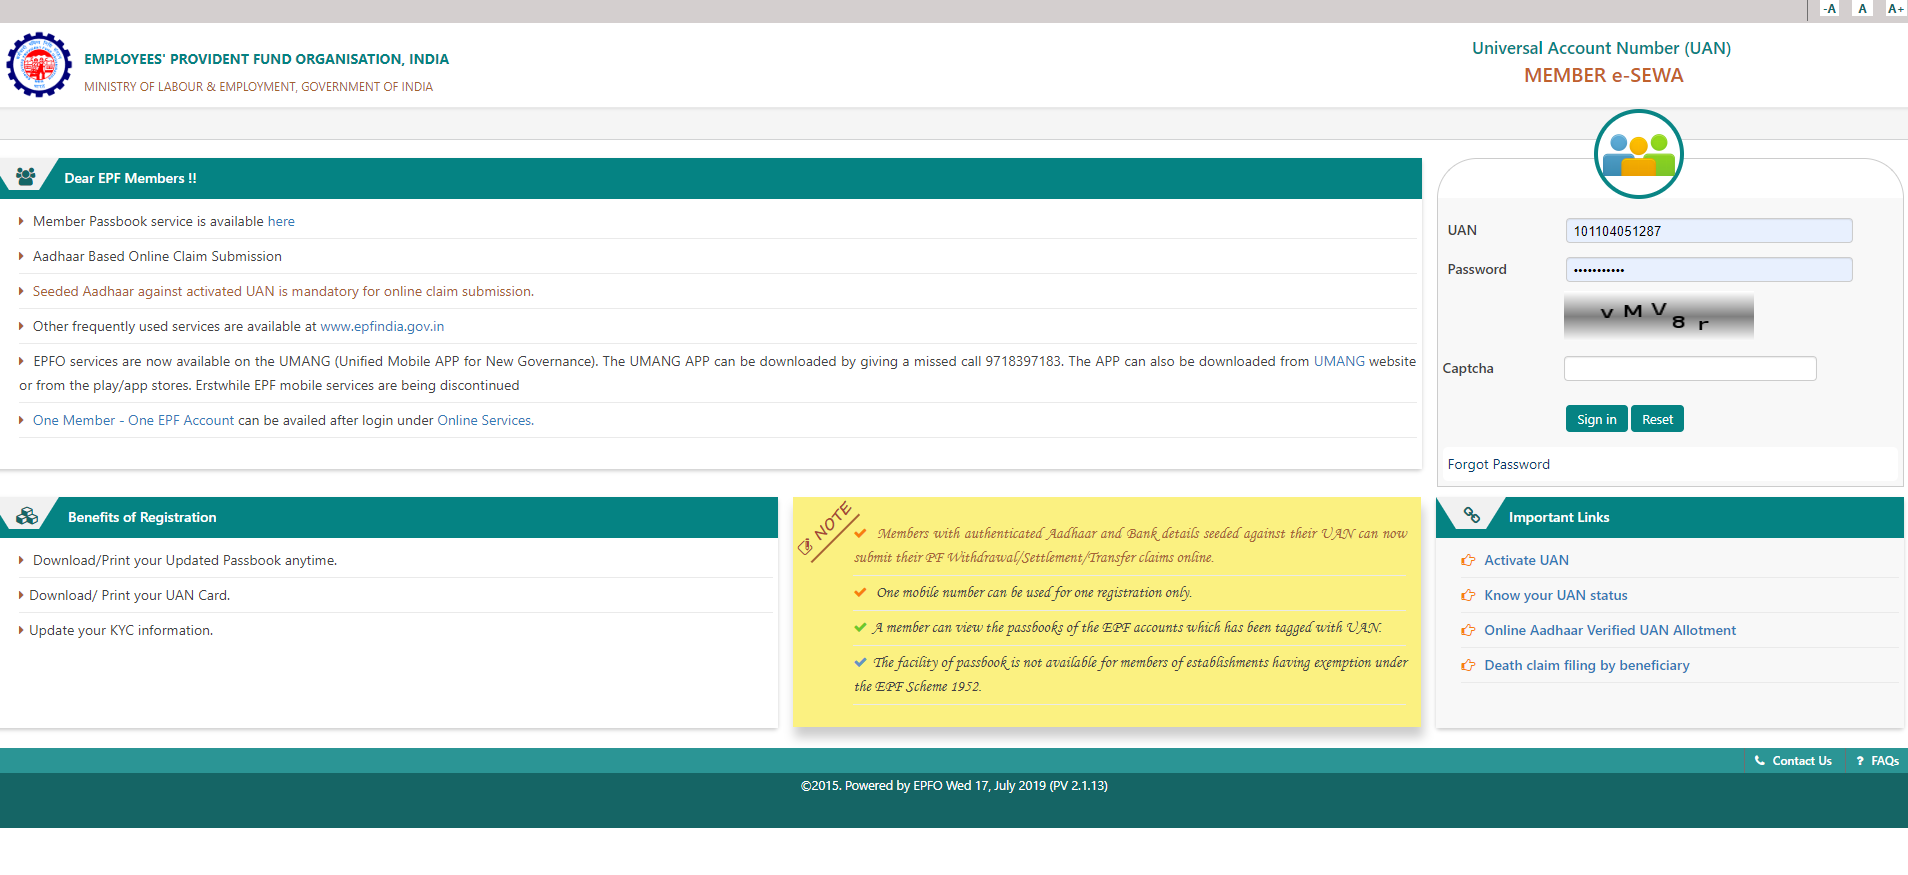 -A A A+
EMPLOYEES' PROVIDENT FUND ORGANISATION, INDIA
MINISTRY OF LABOUR & EMPLOYMENT, GOVERNMENT OF INDIA
Universal Account Number (UAN)
MEMBER e-SEWA
Dear EPF Members !!
Member Passbook service is available here
Aadhaar Based Online Claim Submission
Seeded Aadhaar against activated UAN is mandatory for online claim submission.
Other frequently used services are available at www.epfindia.gov.in
EPFO services are now available on the UMANG (Unified Mobile APP for New Governance). The UMANG APP can be downloaded by giving a missed call 9718397183. The APP can also be downloaded from UMANG website
or from the play/app stores. Erstwhile EPF mobile services are being discontinued
One Member - One EPF Account can be availed after login under Online Services.
UAN
101104051287
Password
•••••••••••
vMV8r
Captcha
Sign in Reset
Forgot Password
Benefits of Registration
Download/Print your Updated Passbook anytime.
Download/ Print your UAN Card.
Update your KYC information.
NOTE
Members with authenticated Aadhaar and Bank details seeded against their UAN can now
submit their PF Withdrawal/Settlement/Transfer claims online.
One mobile number can be used for one registration only.
A member can view the passbooks of the EPF accounts which has been tagged with UAN.
The facility of passbook is not available for members of establishments having exemption under
the EPF Scheme 1952.
Important Links
Activate UAN
Know your UAN status
Online Aadhaar Verified UAN Allotment
Death claim filing by beneficiary
Contact Us ? FAQs
©2015. Powered by EPFO Wed 17, July 2019 (PV 2.1.13)